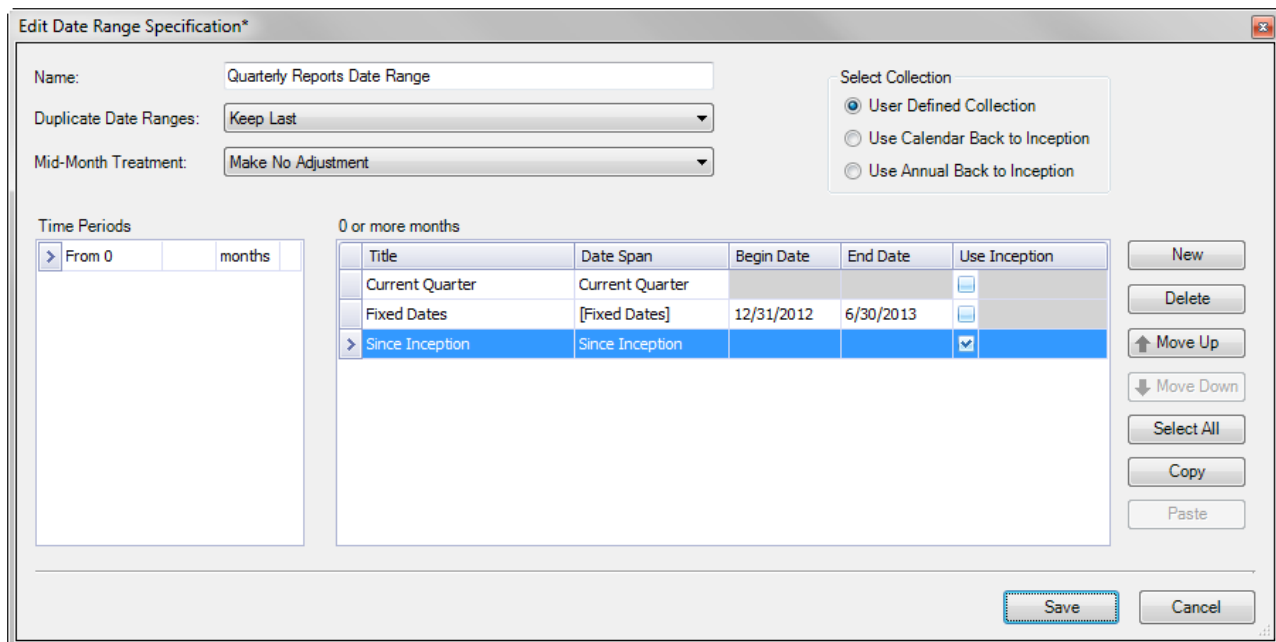 Edit Date Range Specification*
Name: Quarterly Reports Date Range
Duplicate Date Ranges: Keep Last
Mid-Month Treatment: Make No Adjustment
Select Collection
User Defined Collection
Use Calendar Back to Inception
Use Annual Back to Inception
Time Periods
From 0 months
0 or more months
Title Date Span Begin Date End Date Use Inception
Current Quarter Current Quarter
Fixed Dates [Fixed Dates] 12/31/2012 6/30/2013
Since Inception Since Inception
New
Delete
Move Up
Move Down
Select All
Copy
Paste
Save Cancel